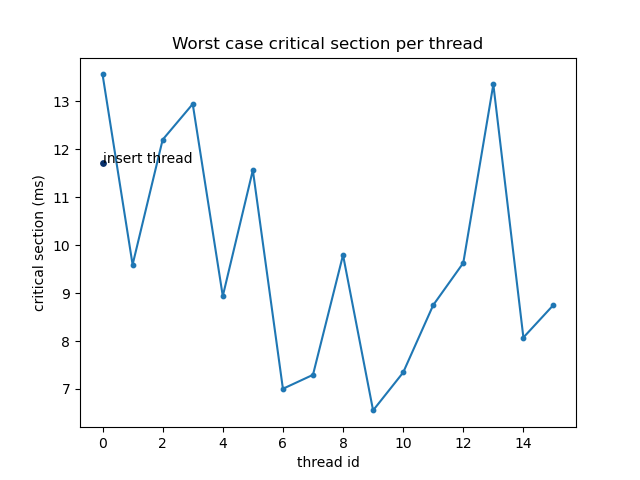 Worst case critical section per thread
13
12
11
10
9
8
7
insert thread
critical section (ms)
0 2 4 6 8 10 12 14
thread id